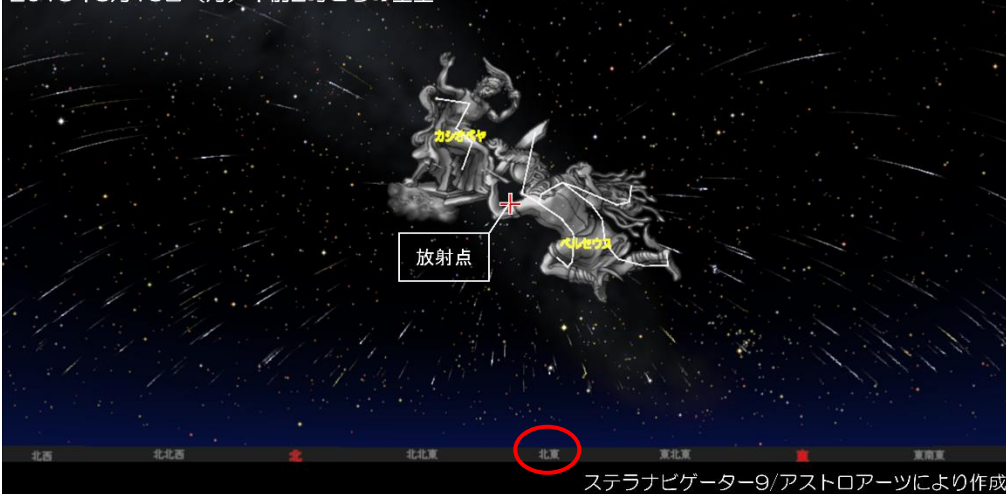 カシオペヤ
ペルセウス
放射点
北西 北北西 北 北北東 北東 東北東 東 東南東
ステラナビゲーター9/アストロアーツにより作成